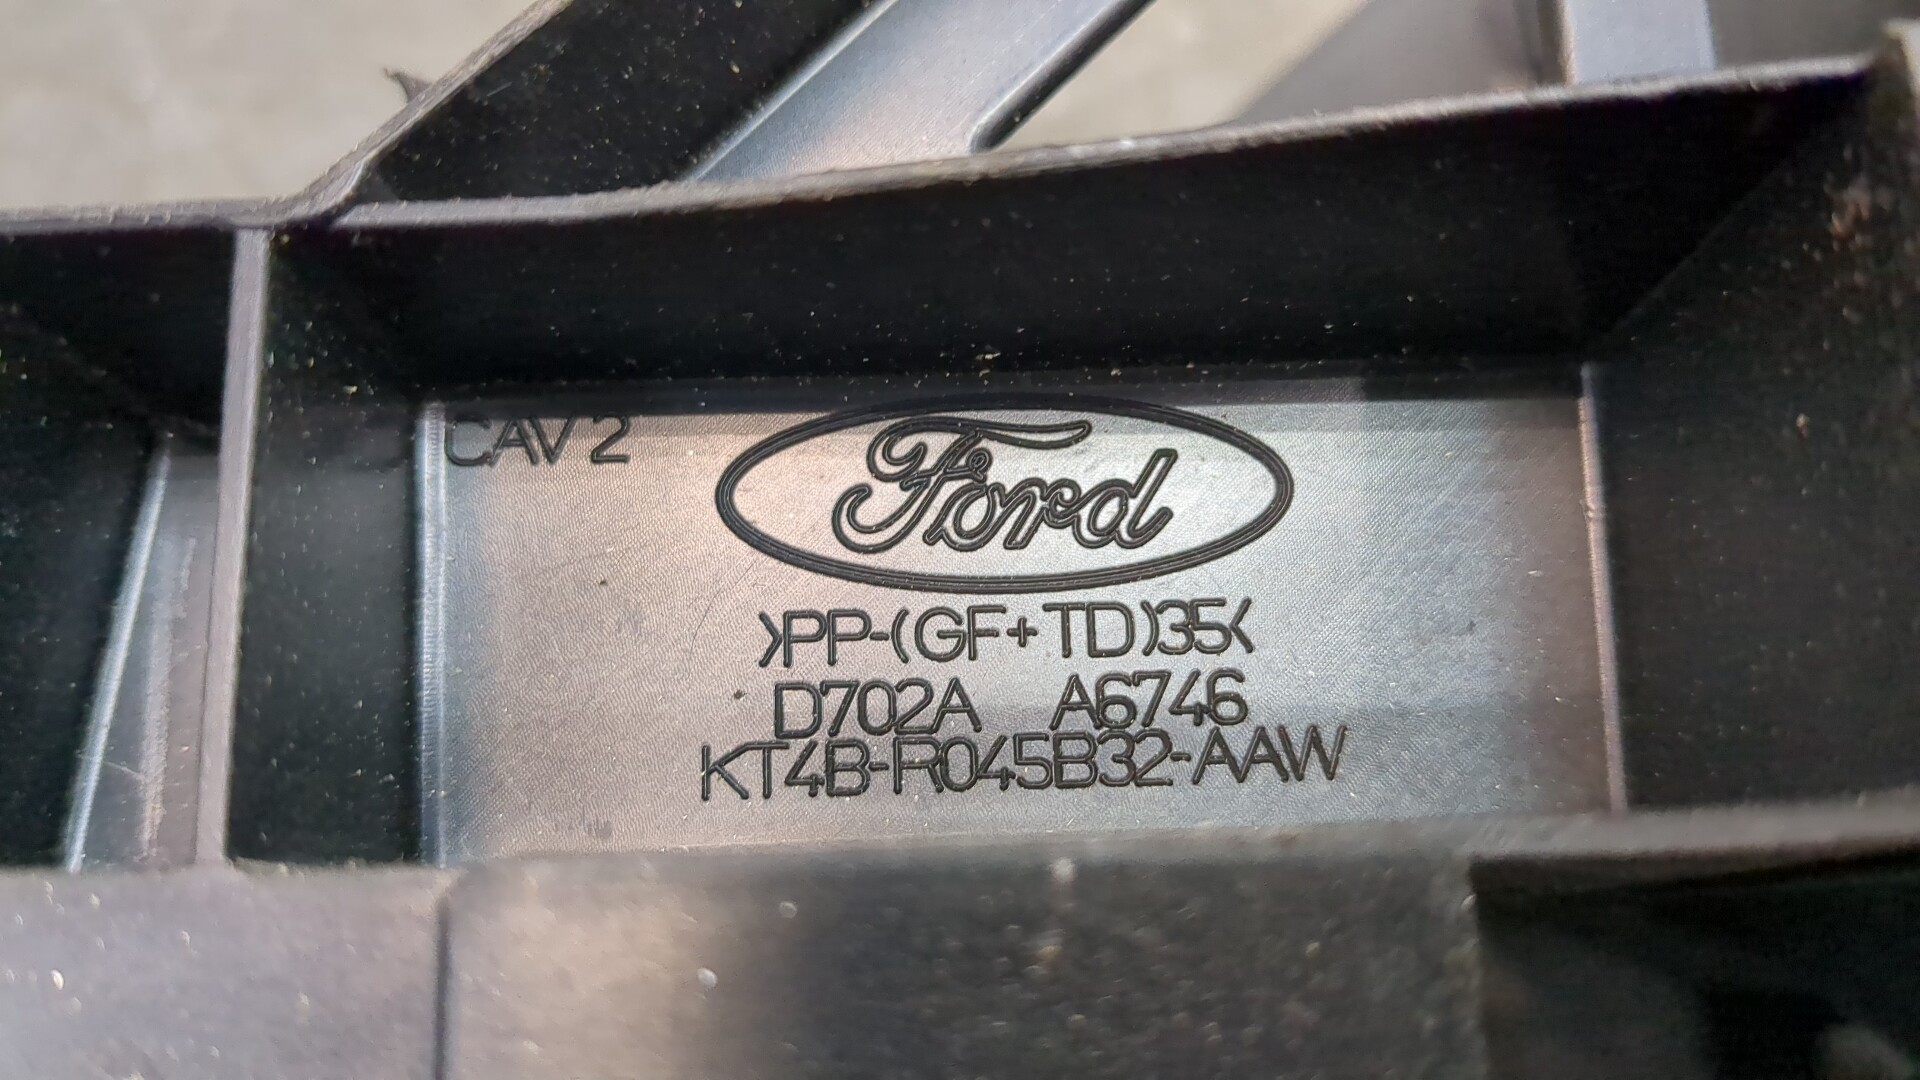 CAV 2
Ford
>PP-(GF+TD)35<
D702A A6746
KT4B-R045B32-AAW